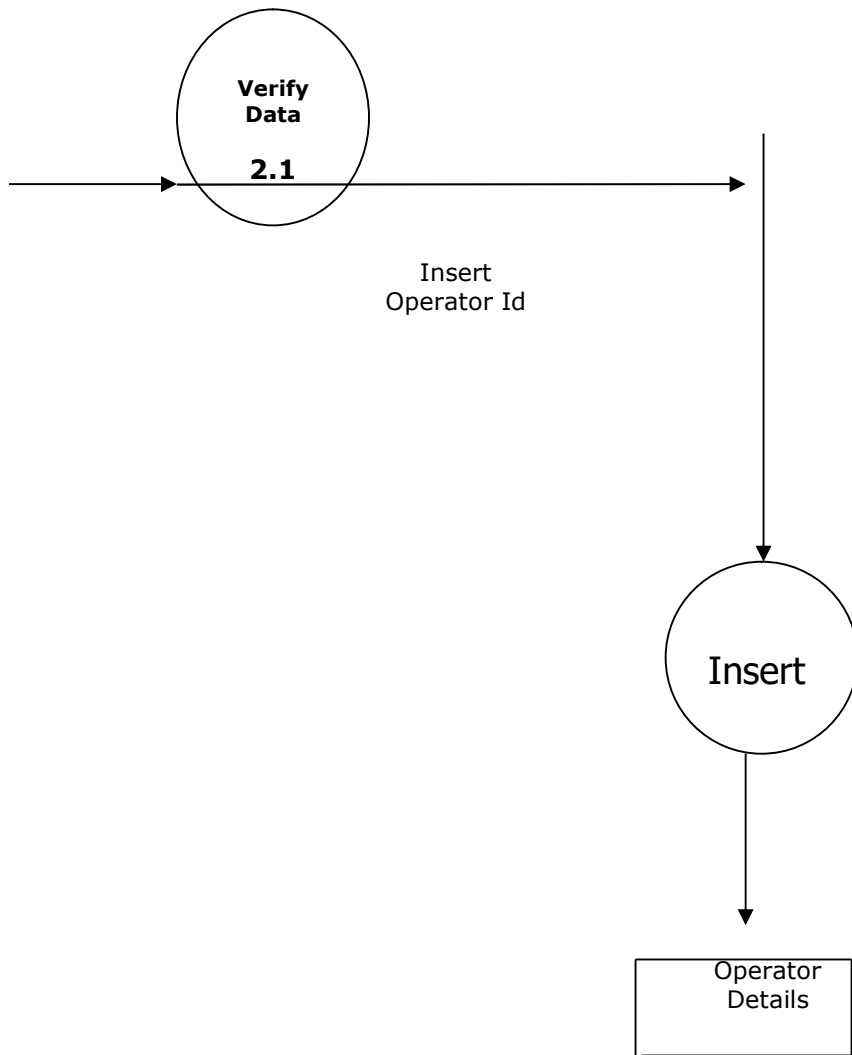 Verify
Data
2.1
Insert
Operator Id
Insert
Operator
Details